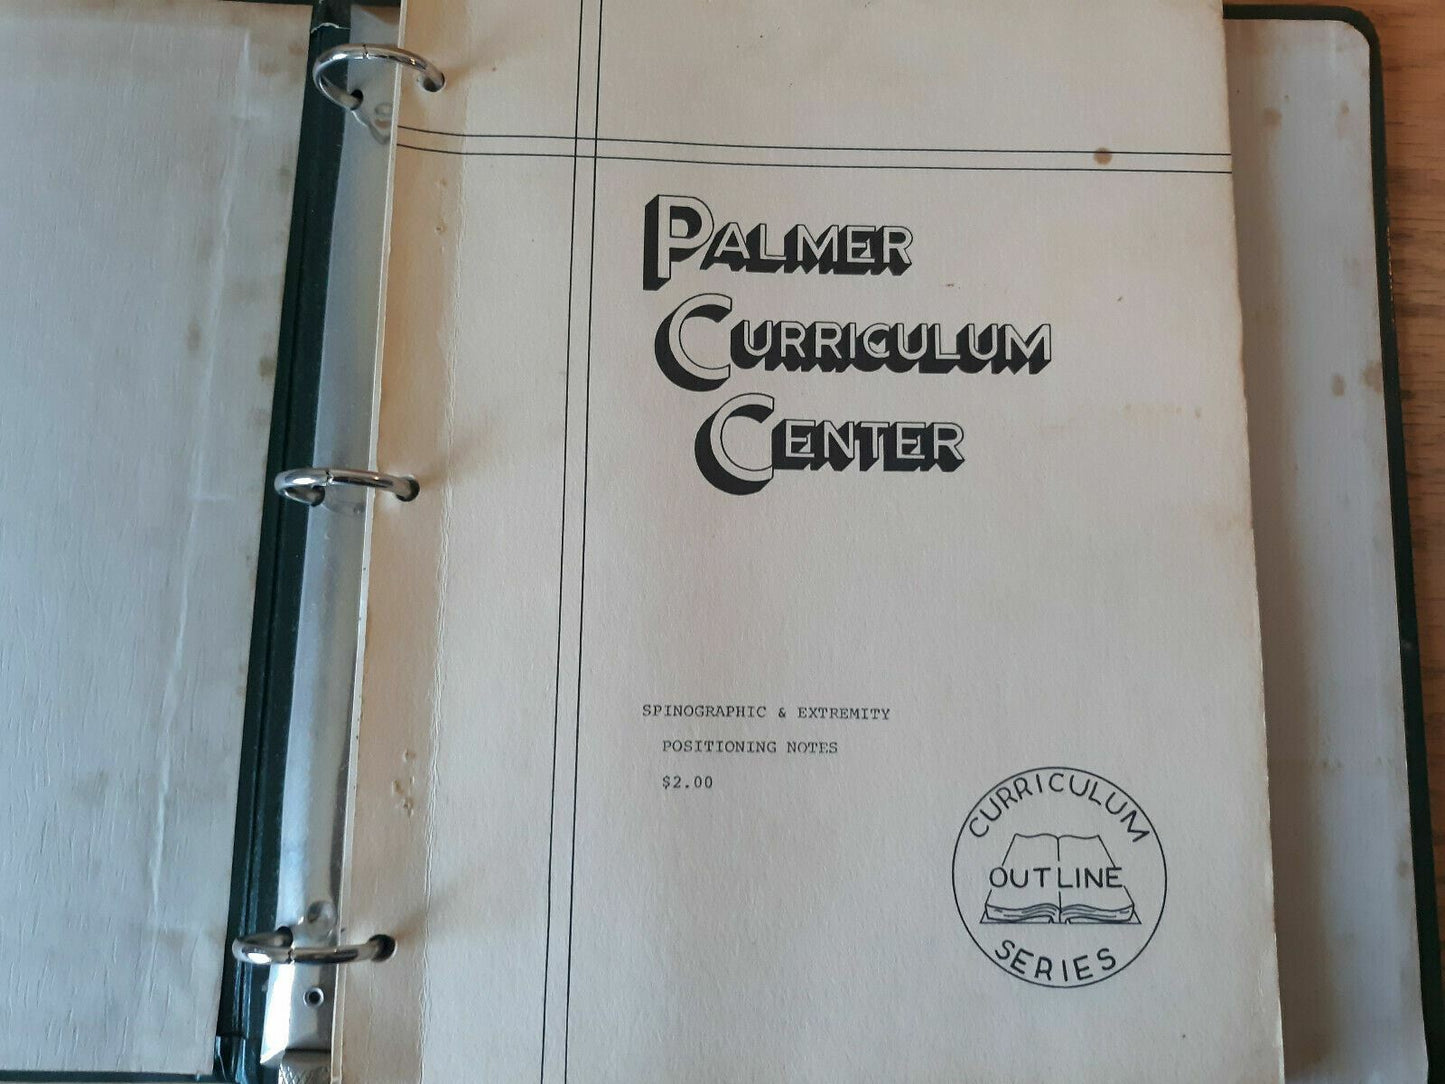 PALMER
CURRICULUM
CENTER
SPINOGRAPHIC & EXTREMITY
POSITIONING NOTES
$2.00
CURRICULUM
OUTLINE
SERIES